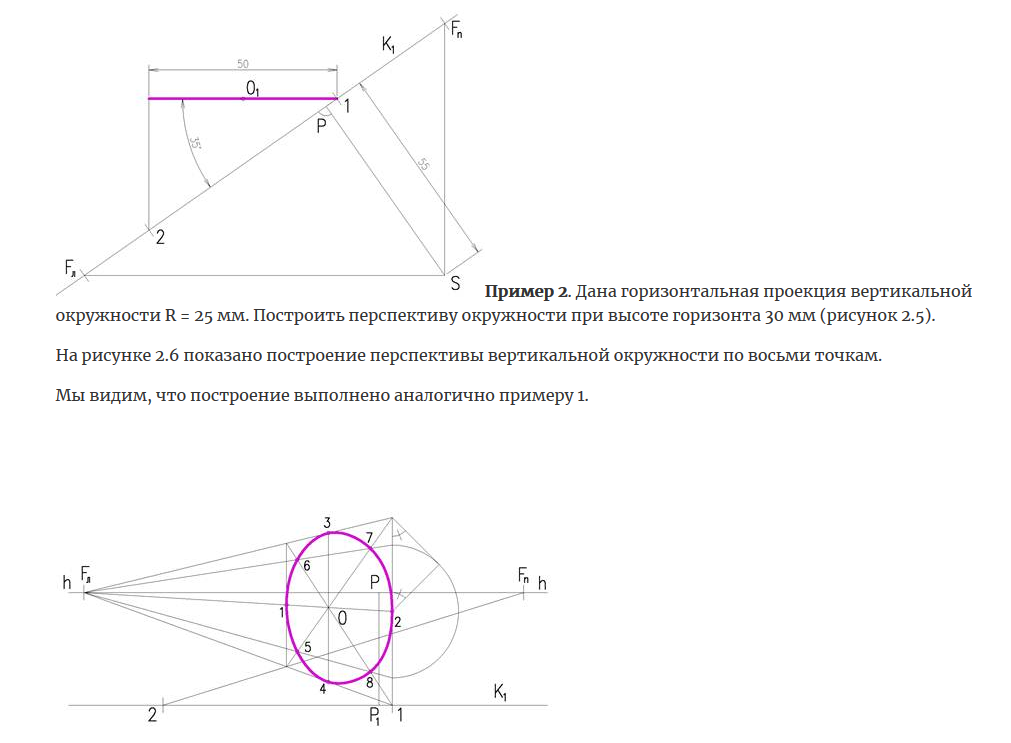 Fп
K1
50
O1
1
P
35°
55
2
Fл
S
Пример 2. Дана горизонтальная проекция вертикальной
окружности R = 25 мм. Построить перспективу окружности при высоте горизонта 30 мм (рисунок 2.5).
На рисунке 2.6 показано построение перспективы вертикальной окружности по восьми точкам.
Мы видим, что построение выполнено аналогично примеру 1.
3
7
h Fл 6 P Fп h
1 O 2
5
4 8
K1
2 P1 1